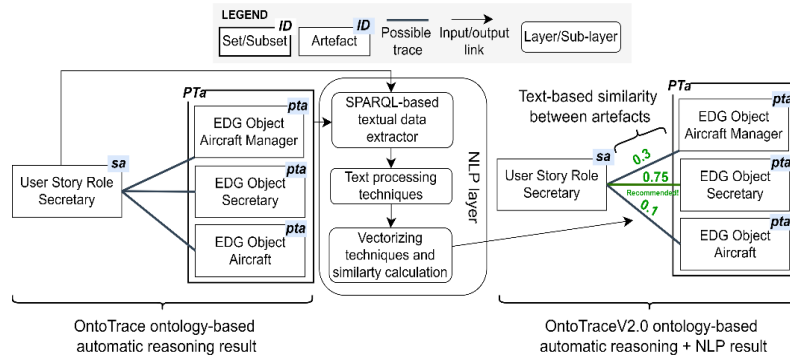 LEGEND
ID
Set/Subset
ID
Artefact
Possible
trace
Input/output
link
Layer/Sub-layer
PTa
pta
EDG Object
Aircraft Manager
sa
User Story Role
Secretary
pta
EDG Object
Secretary
pta
EDG Object
Aircraft
SPARQL-based
textual data
extractor
Text processing
techniques
Vectorizing
techniques and
similarty calculation
NLP layer
Text-based similarity
between artefacts
PTa
pta
EDG Object
Aircraft Manager
sa
User Story Role
Secretary
0.3
0.75
Recommended!
0.1
pta
EDG Object
Secretary
pta
EDG Object
Aircraft
OntoTrace ontology-based
automatic reasoning result
OntoTraceV2.0 ontology-based
automatic reasoning + NLP result